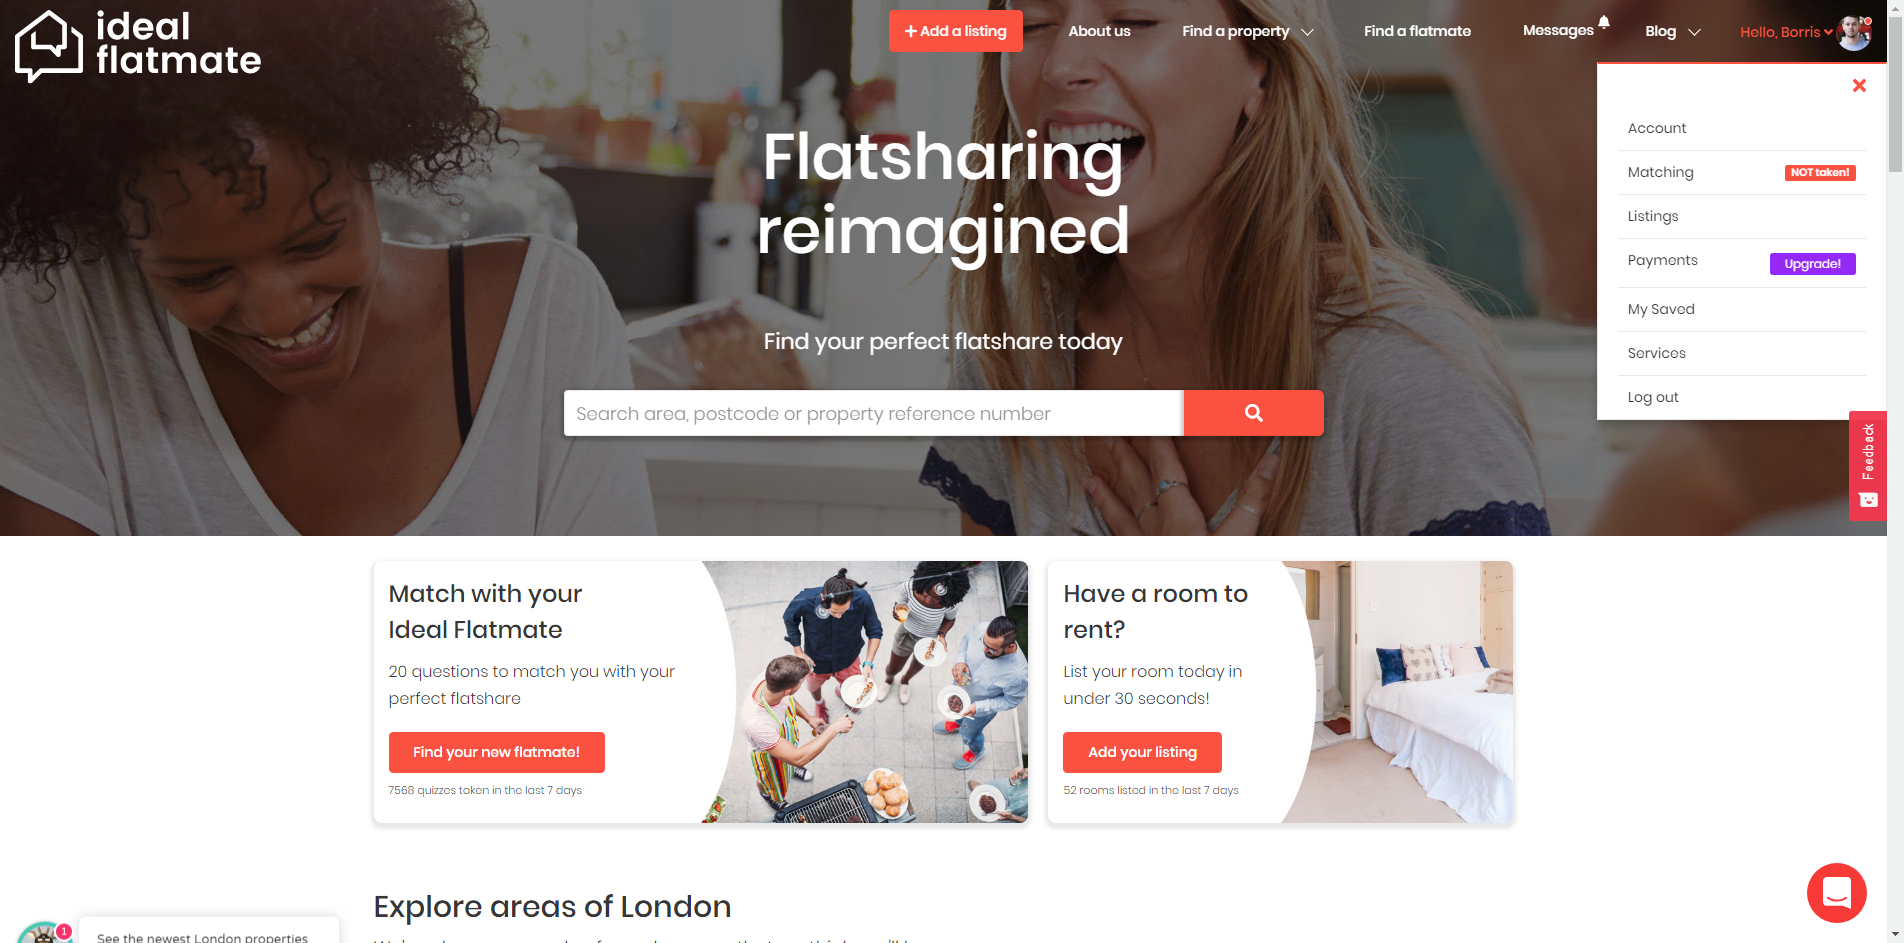 ideal
flatmate
Add a listing
About us
Find a property
Find a flatmate
Messages
Blog
Hello, Borris
Account
Matching
NOT taken!
Listings
Payments
Upgrade!
My Saved
Services
Log out
Flatsharing
reimagined
Find your perfect flatshare today
Search area, postcode or property reference number
Feedback
Match with your
Ideal Flatmate
20 questions to match you with your
perfect flatshare
Find your new flatmate!
7568 quizzes taken in the last 7 days
Have a room to
rent?
List your room today in
under 30 seconds!
Add your listing
52 rooms listed in the last 7 days
Explore areas of London
1
See the newest London properties